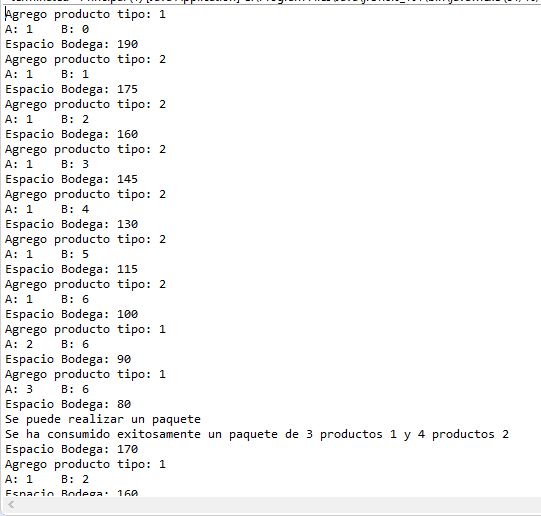 Agrego producto tipo: 1
A: 1    B: 0
Espacio Bodega: 190
Agrego producto tipo: 2
A: 1    B: 1
Espacio Bodega: 175
Agrego producto tipo: 2
A: 1    B: 2
Espacio Bodega: 160
Agrego producto tipo: 2
A: 1    B: 3
Espacio Bodega: 145
Agrego producto tipo: 2
A: 1    B: 4
Espacio Bodega: 130
Agrego producto tipo: 2
A: 1    B: 5
Espacio Bodega: 115
Agrego producto tipo: 2
A: 1    B: 6
Espacio Bodega: 100
Agrego producto tipo: 1
A: 2    B: 6
Espacio Bodega: 90
Agrego producto tipo: 1
A: 3    B: 6
Espacio Bodega: 80
Se puede realizar un paquete
Se ha consumido exitosamente un paquete de 3 productos 1 y 4 productos 2
Espacio Bodega: 170
Agrego producto tipo: 1
A: 1    B: 2
Espacio Bodega: 160